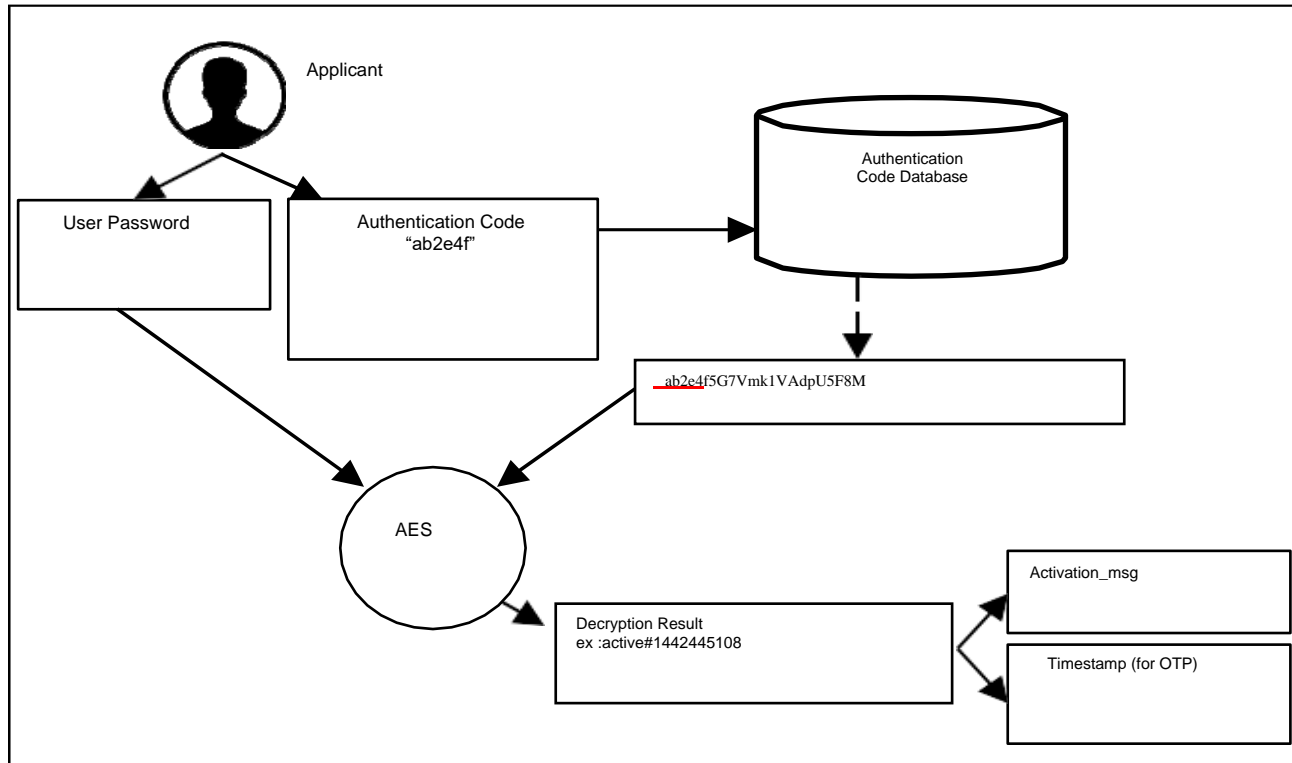 Applicant
User Password
Authentication Code
“ab2e4f”
Authentication
Code Database
ab2e4f5G7Vmk1VAdpU5F8M
AES
Decryption Result
ex :active#1442445108
Activation_msg
Timestamp (for OTP)